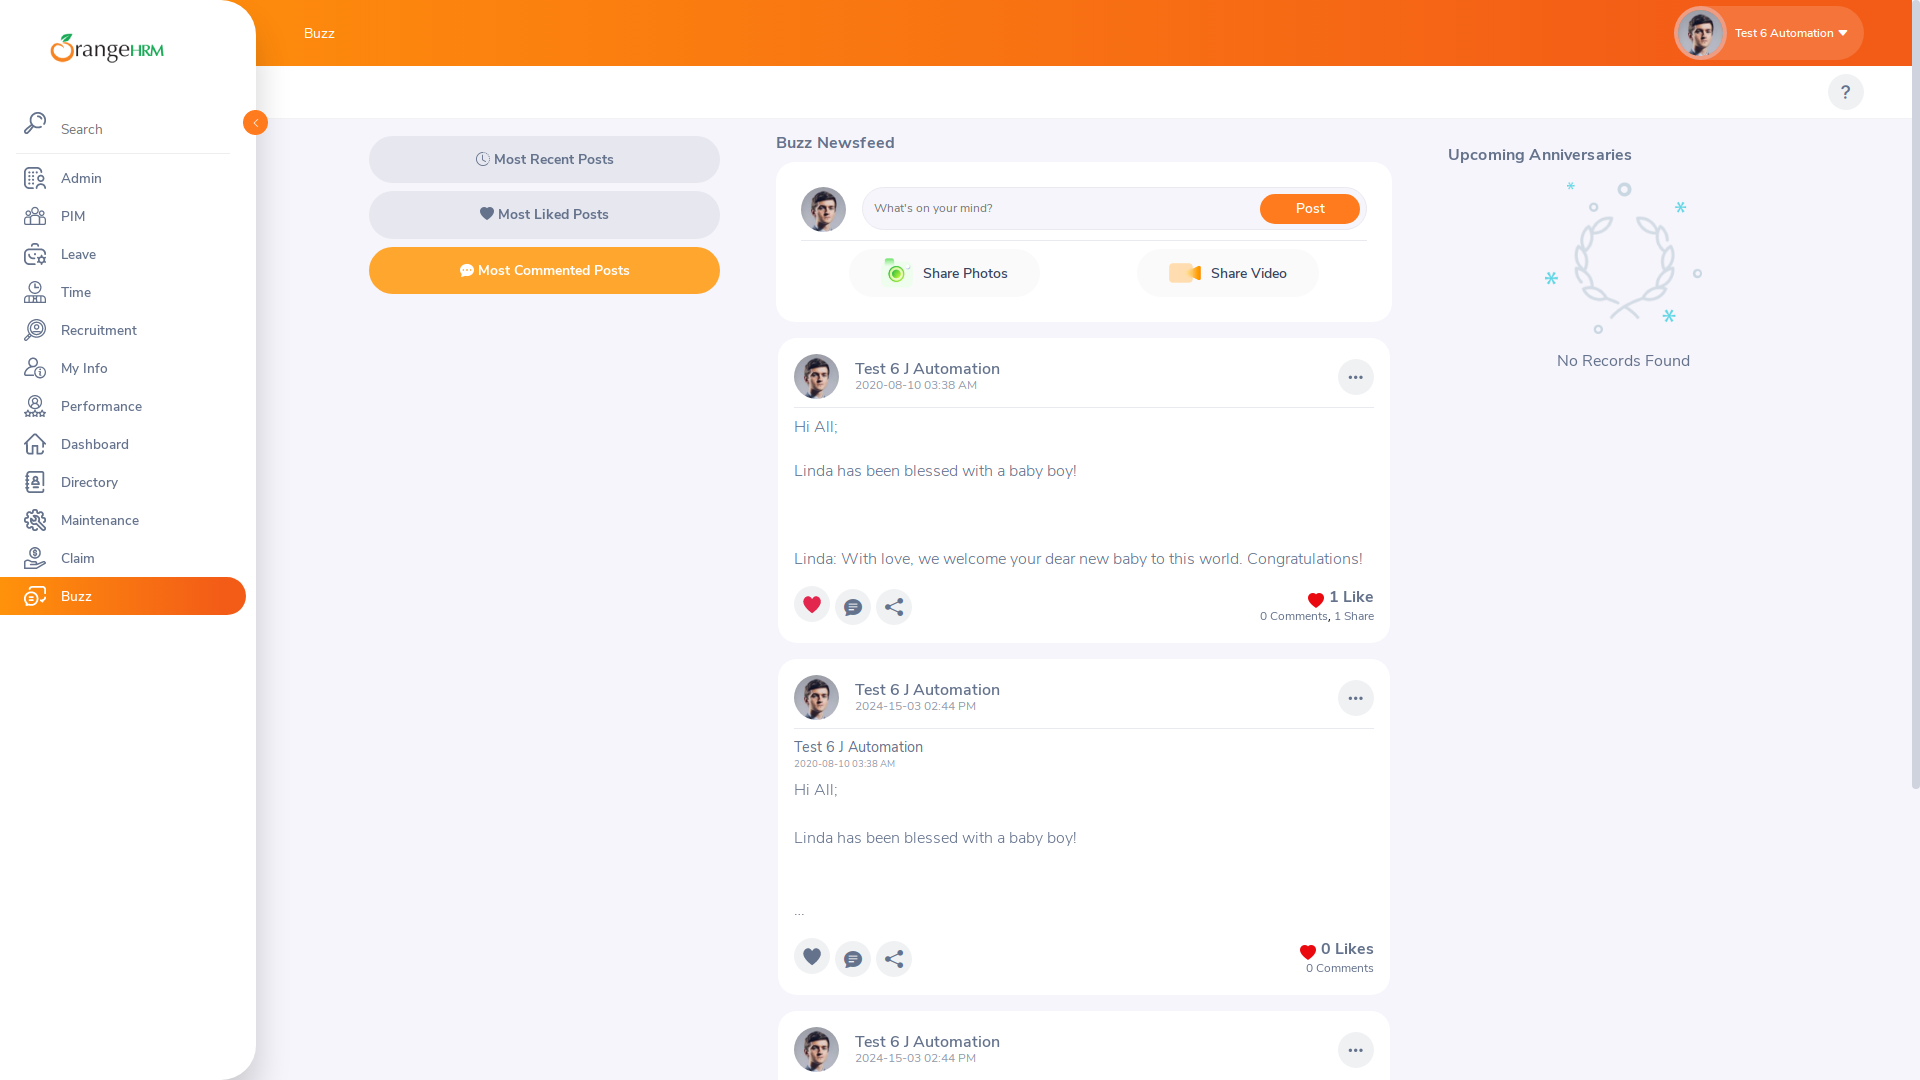 OrangeHRM
Buzz
Test 6 Automation
?
Search
Admin
PIM
Leave
Time
Recruitment
My Info
Performance
Dashboard
Directory
Maintenance
Claim
Buzz
Most Recent Posts
Most Liked Posts
Most Commented Posts
Buzz Newsfeed
What's on your mind?
Post
Share Photos
Share Video
Test 6 J Automation
2020-08-10 03:38 AM
Hi All;
Linda has been blessed with a baby boy!
Linda: With love, we welcome your dear new baby to this world. Congratulations!
1 Like
0 Comments, 1 Share
Test 6 J Automation
2024-15-03 02:44 PM
Test 6 J Automation
2020-08-10 03:38 AM
Hi All;
Linda has been blessed with a baby boy!
...
0 Likes
0 Comments
Test 6 J Automation
2024-15-03 02:44 PM
Upcoming Anniversaries
No Records Found